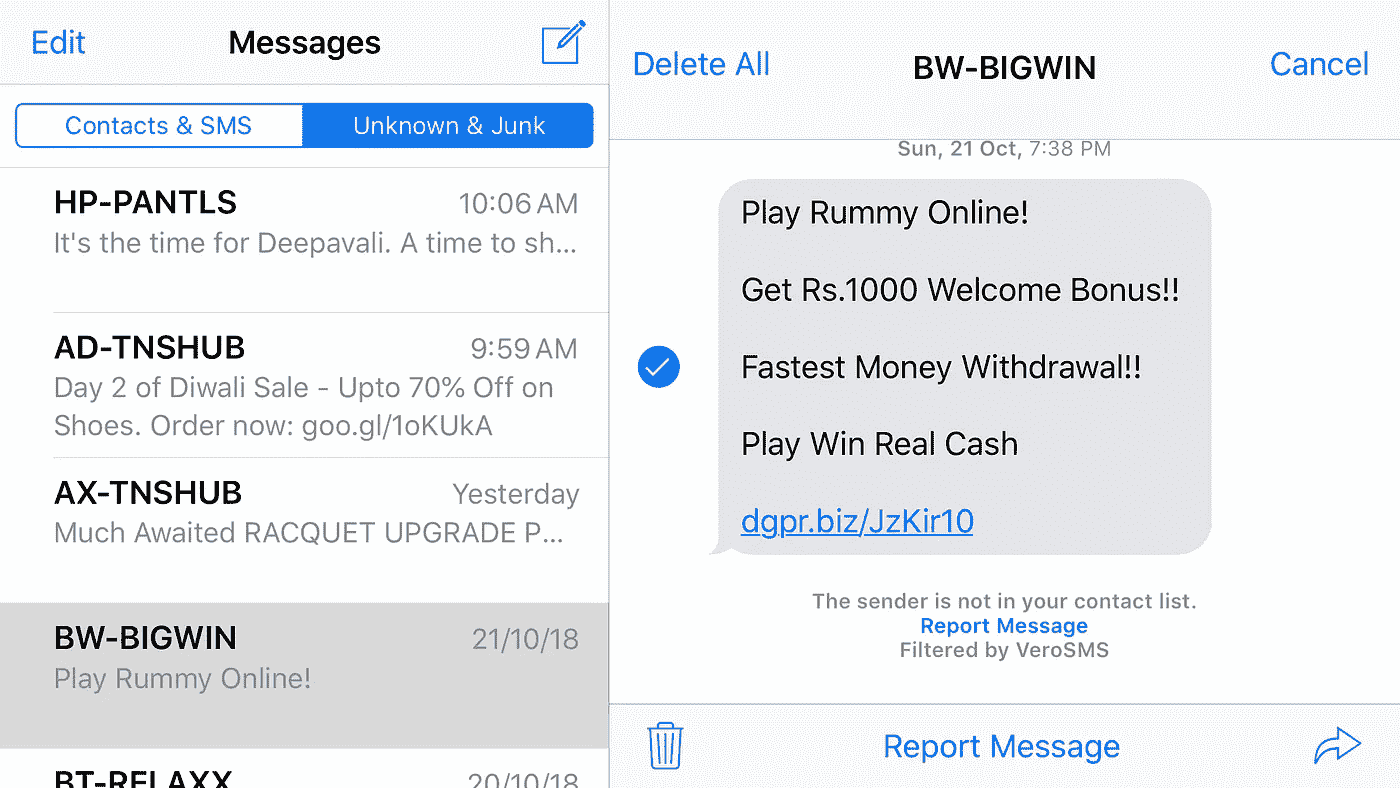 Edit
Messages
Contacts & SMS
Unknown & Junk
HP-PANTLS
10:06 AM
It's the time for Deepavali. A time to sh...
AD-TNSHUB
9:59 AM
Day 2 of Diwali Sale - Upto 70% Off on
Shoes. Order now: goo.gl/1oKUkA
AX-TNSHUB
Yesterday
Much Awaited RACQUET UPGRADE P...
BW-BIGWIN
21/10/18
Play Rummy Online!
BT-RELAXX
20/10/18
Delete All
BW-BIGWIN
Cancel
Sun, 21 Oct, 7:38 PM
Play Rummy Online!
Get Rs.1000 Welcome Bonus!!
Fastest Money Withdrawal!!
Play Win Real Cash
dgpr.biz/JzKir10
The sender is not in your contact list.
Report Message
Filtered by VeroSMS
Report Message